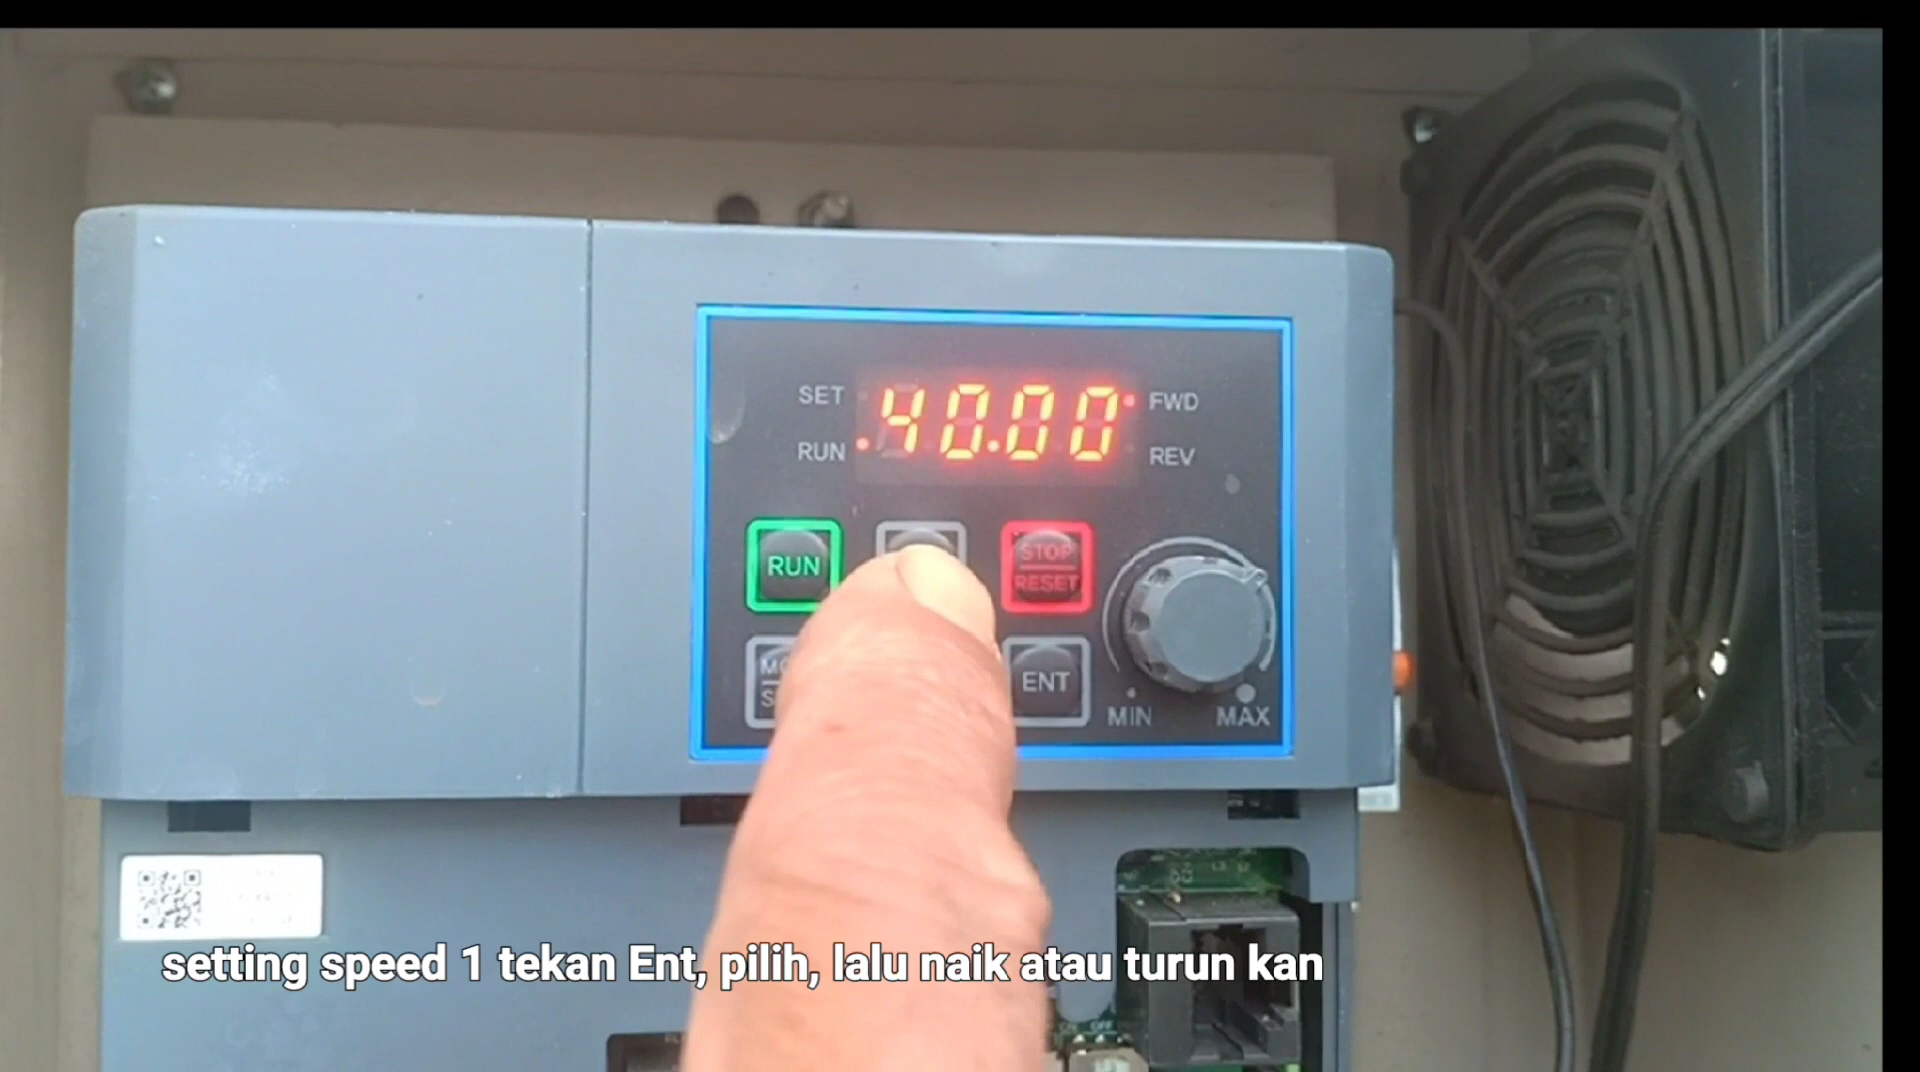 SET 40.00 FWD
RUN REV
RUN
STOP
RESET
ENT
MIN MAX
setting speed 1 tekan Ent, pilih, lalu naik atau turun kan